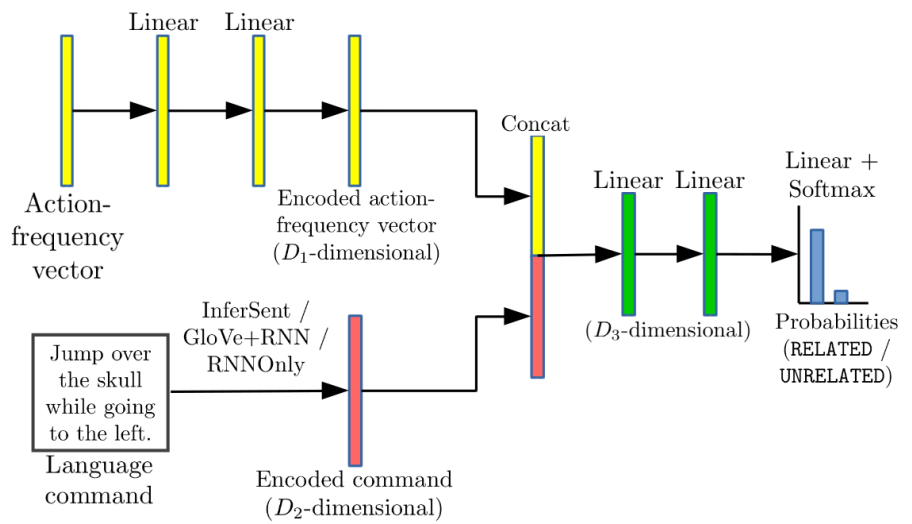 Linear
Linear
Action-
frequency
vector
Encoded action-
frequency vector
(D₁-dimensional)
Concat
Linear
Linear
Linear +
Softmax
(D₃-dimensional)
Probabilities
(RELATED /
UNRELATED)
InferSent /
GloVe+RNN /
RNNOnly
Jump over
the skull
while going
to the left.
Language
command
Encoded command
(D₂-dimensional)